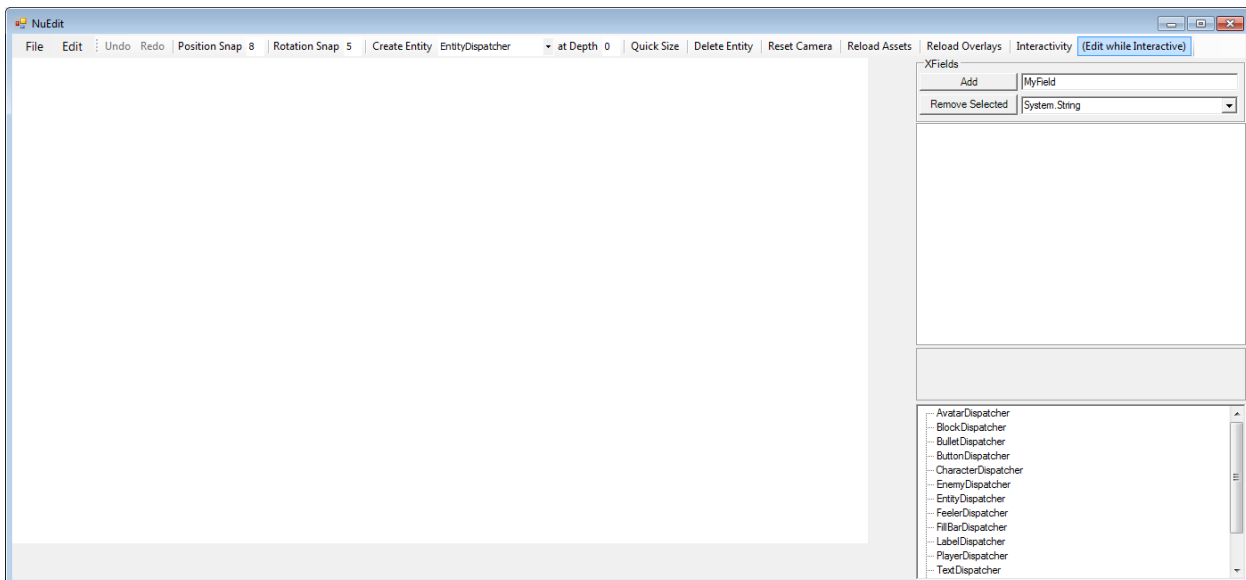 NuEdit
File Edit Undo Redo Position Snap 8 Rotation Snap 5 Create Entity EntityDispatcher at Depth 0 Quick Size Delete Entity Reset Camera Reload Assets Reload Overlays Interactivity (Edit while Interactive)
XFields
Add MyField
Remove Selected System.String
AvatarDispatcher
BlockDispatcher
BulletDispatcher
ButtonDispatcher
CharacterDispatcher
EnemyDispatcher
EntityDispatcher
FeelerDispatcher
FillBarDispatcher
LabelDispatcher
PlayerDispatcher
TextDispatcher